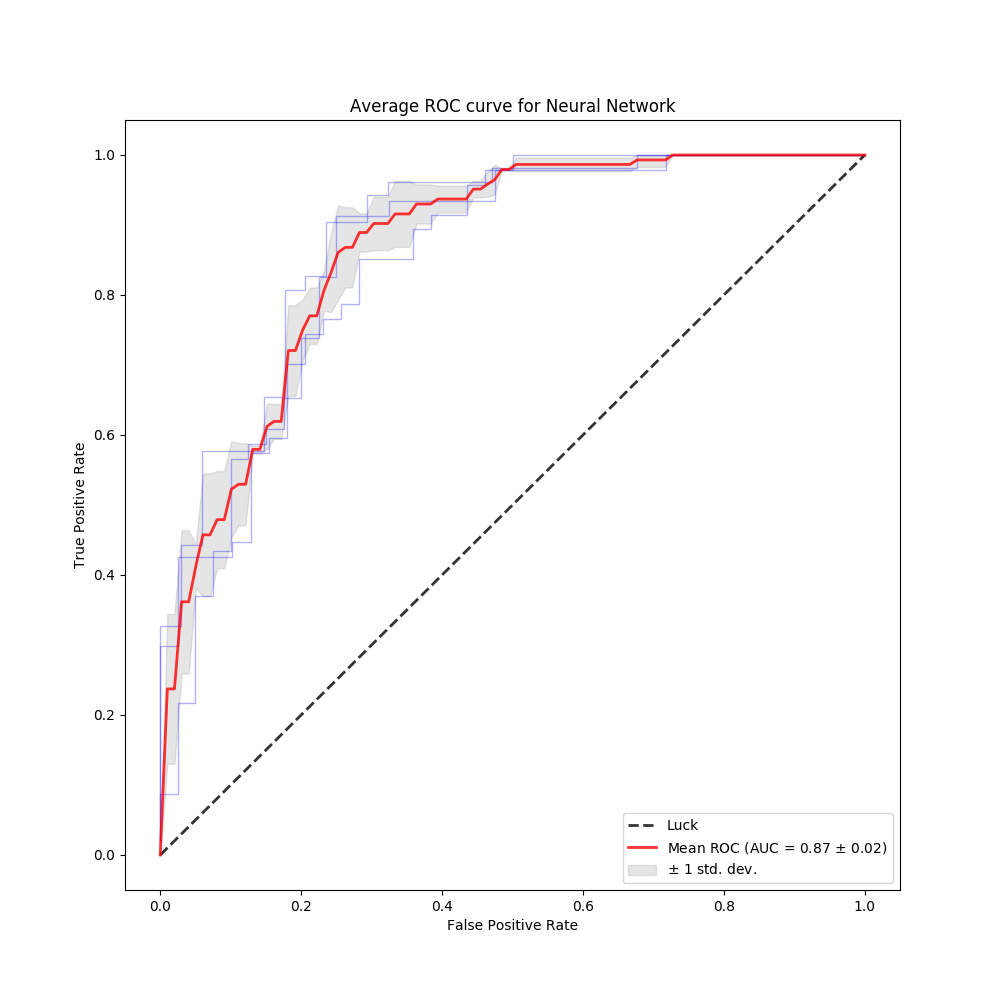 Average ROC curve for Neural Network
1.0
0.8
0.6
0.4
0.2
0.0
True Positive Rate
Luck
Mean ROC (AUC = 0.87 ± 0.02)
± 1 std. dev.
0.0 0.2 0.4 0.6 0.8 1.0
False Positive Rate